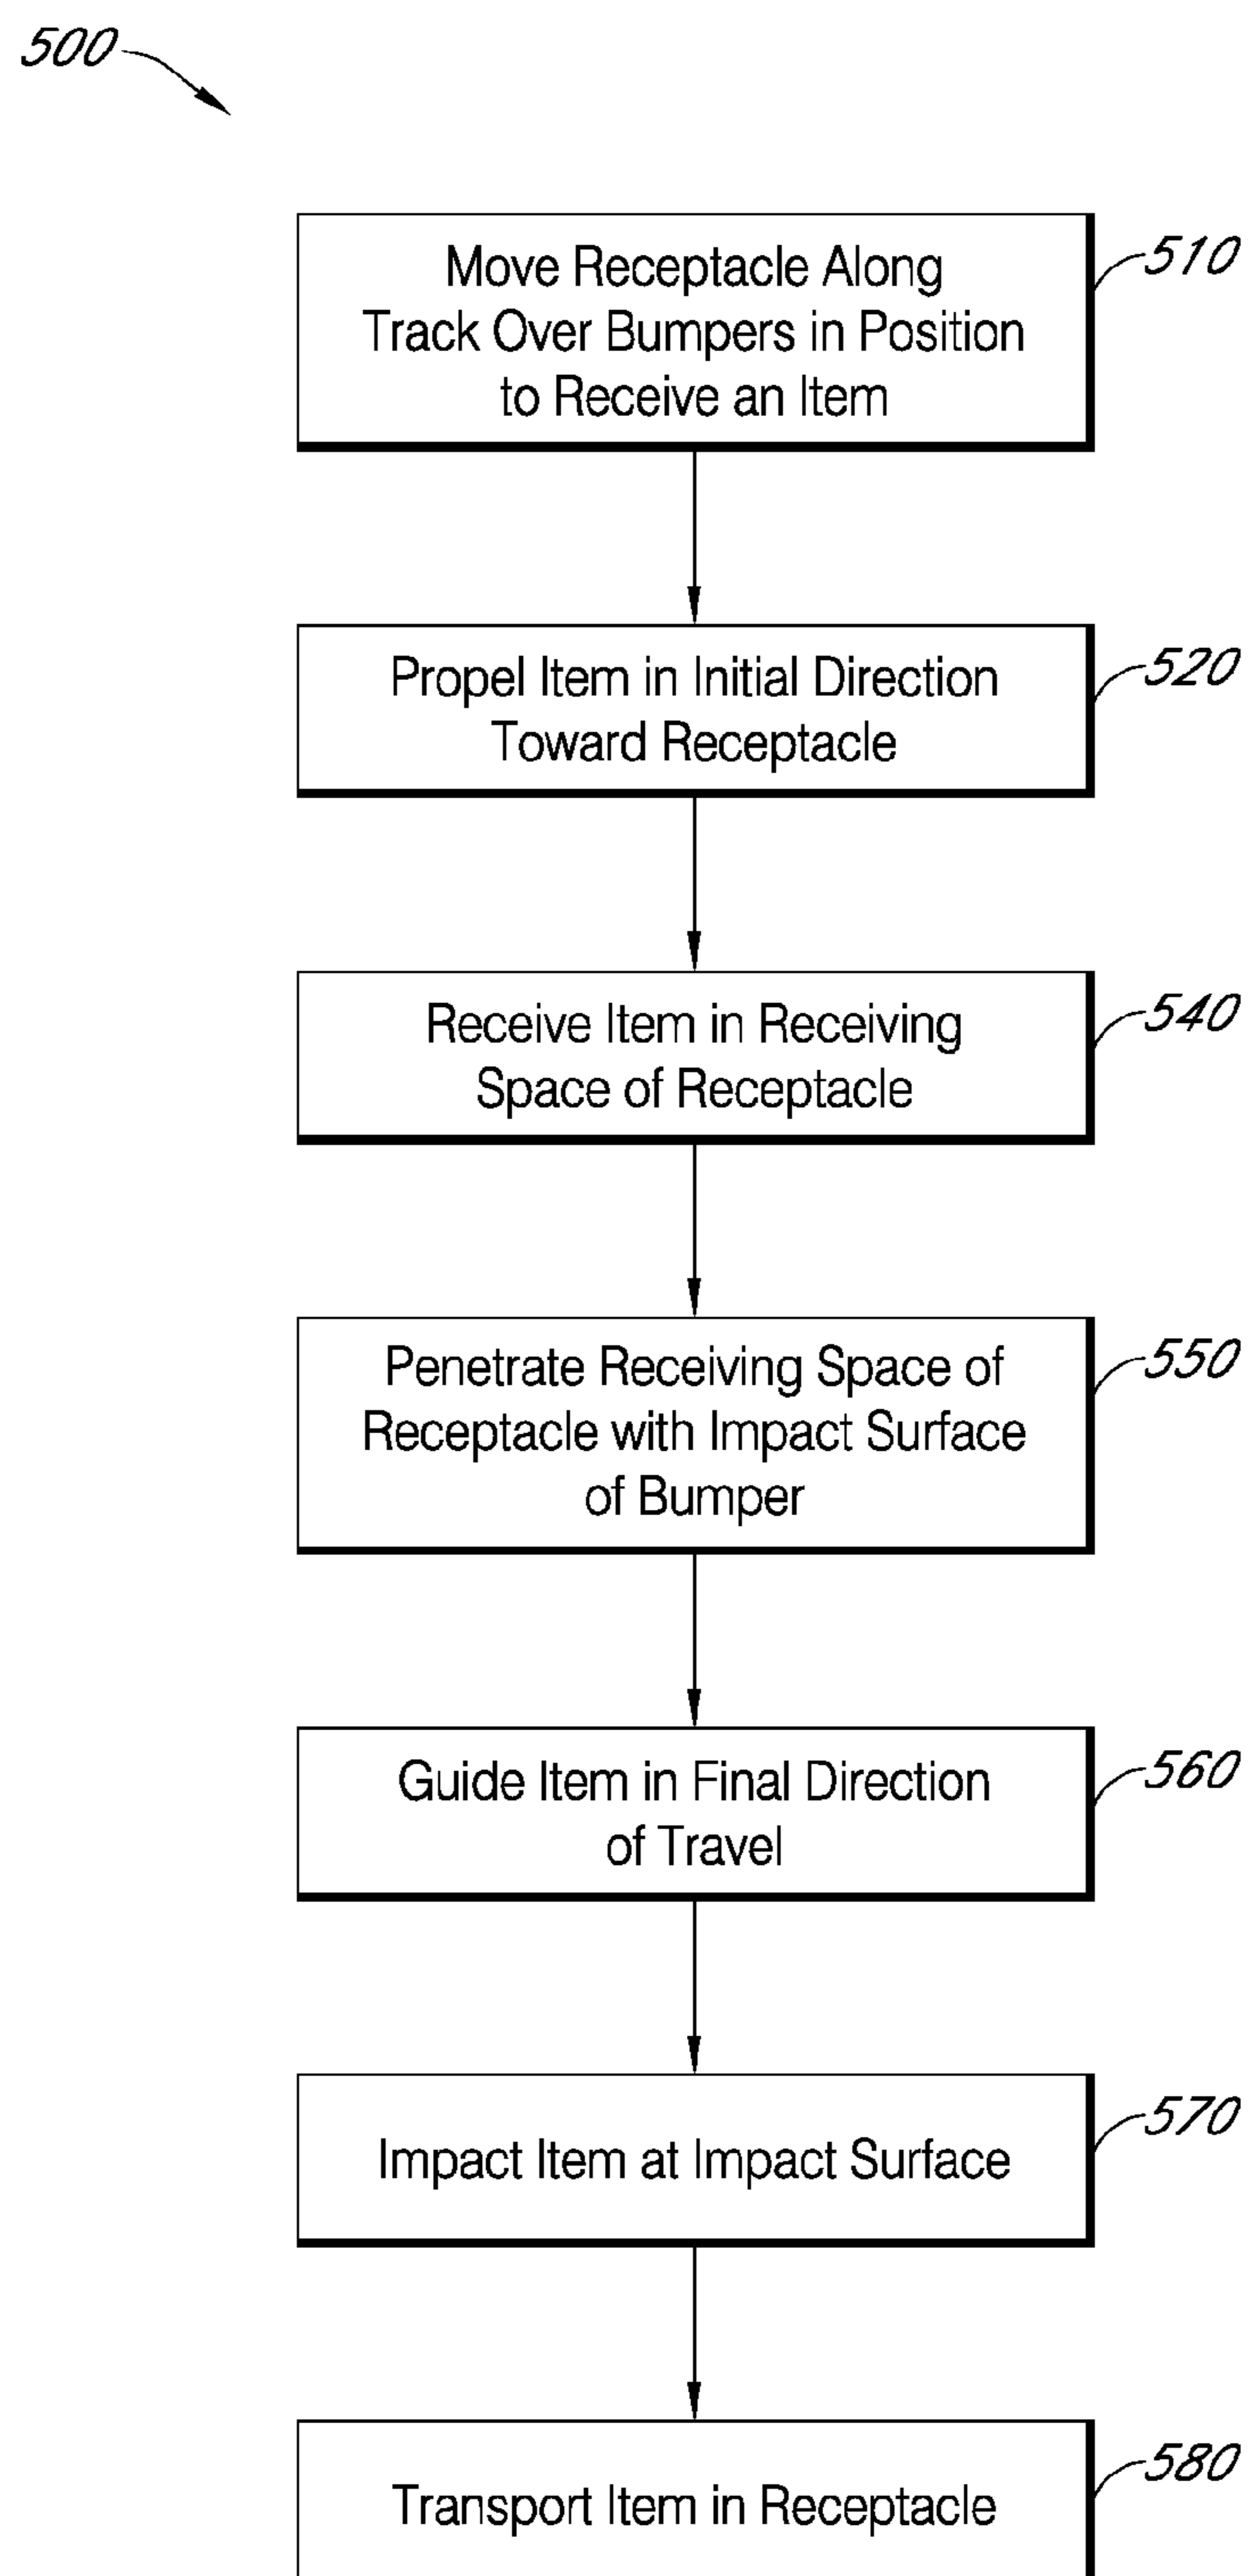 500
Move Receptacle Along
Track Over Bumpers in Position
to Receive an Item
510
Propel Item in Initial Direction
Toward Receptacle
520
Receive Item in Receiving
Space of Receptacle
540
Penetrate Receiving Space of
Receptacle with Impact Surface
of Bumper
550
Guide Item in Final Direction
of Travel
560
Impact Item at Impact Surface
570
Transport Item in Receptacle
580